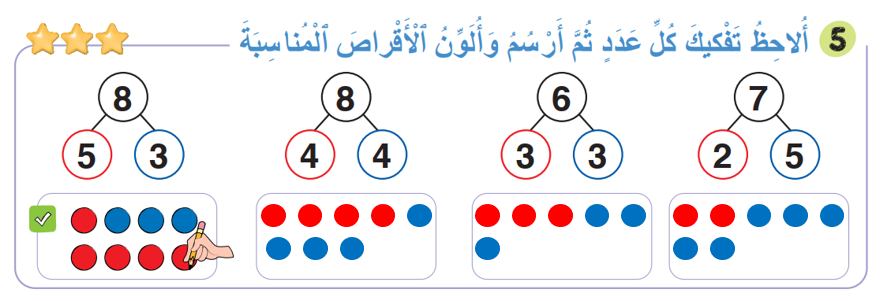 5 أُلاحِظُ تَفْكيكَ كُلِّ عَدَدٍ ثُمَّ أَرْسُمُ وَأُلَوِّنُ ٱلْأَقْراصَ ٱلْمُناسِبَةَ
7 6 8 8
5 2 3 3 4 4 3 5